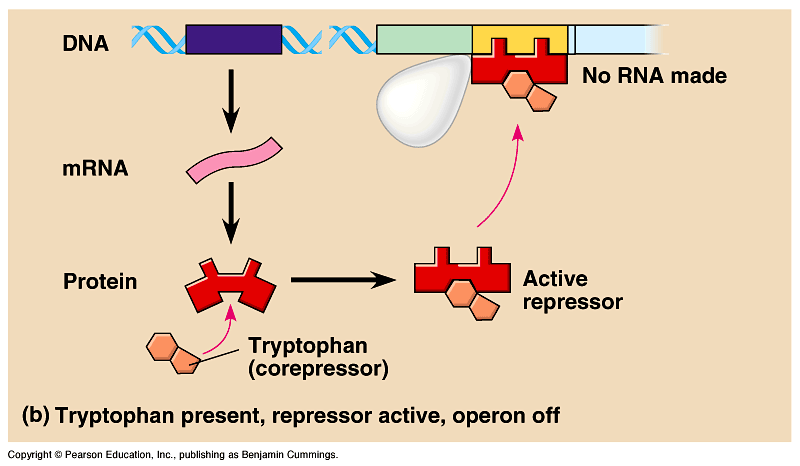 DNA
No RNA made
mRNA
Protein
Active
repressor
Tryptophan
(corepressor)
(b) Tryptophan present, repressor active, operon off
Copyright © Pearson Education, Inc., publishing as Benjamin Cummings.